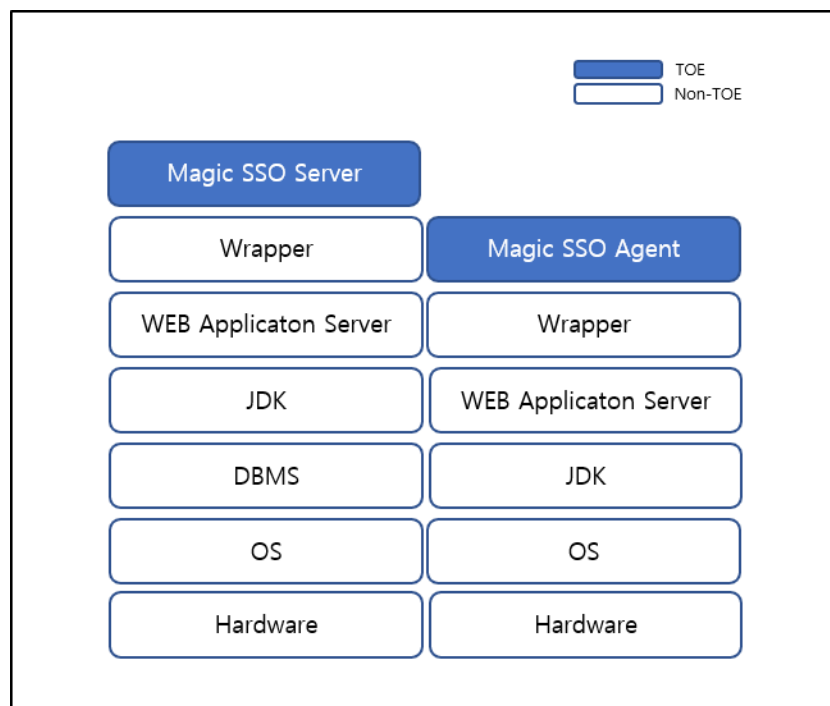 TOE
Non-TOE
Magic SSO Server
Wrapper
Magic SSO Agent
WEB Applicaton Server
Wrapper
JDK
WEB Applicaton Server
DBMS
JDK
OS
OS
Hardware
Hardware